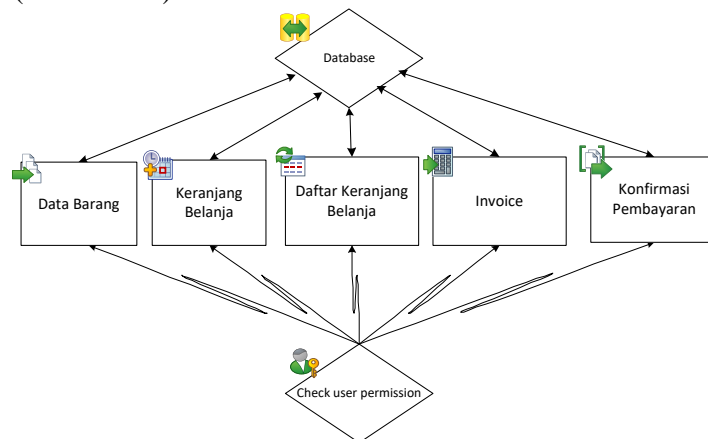 Database
Data Barang
Keranjang
Belanja
Daftar Keranjang
Belanja
Invoice
Konfirmasi
Pembayaran
Check user permission